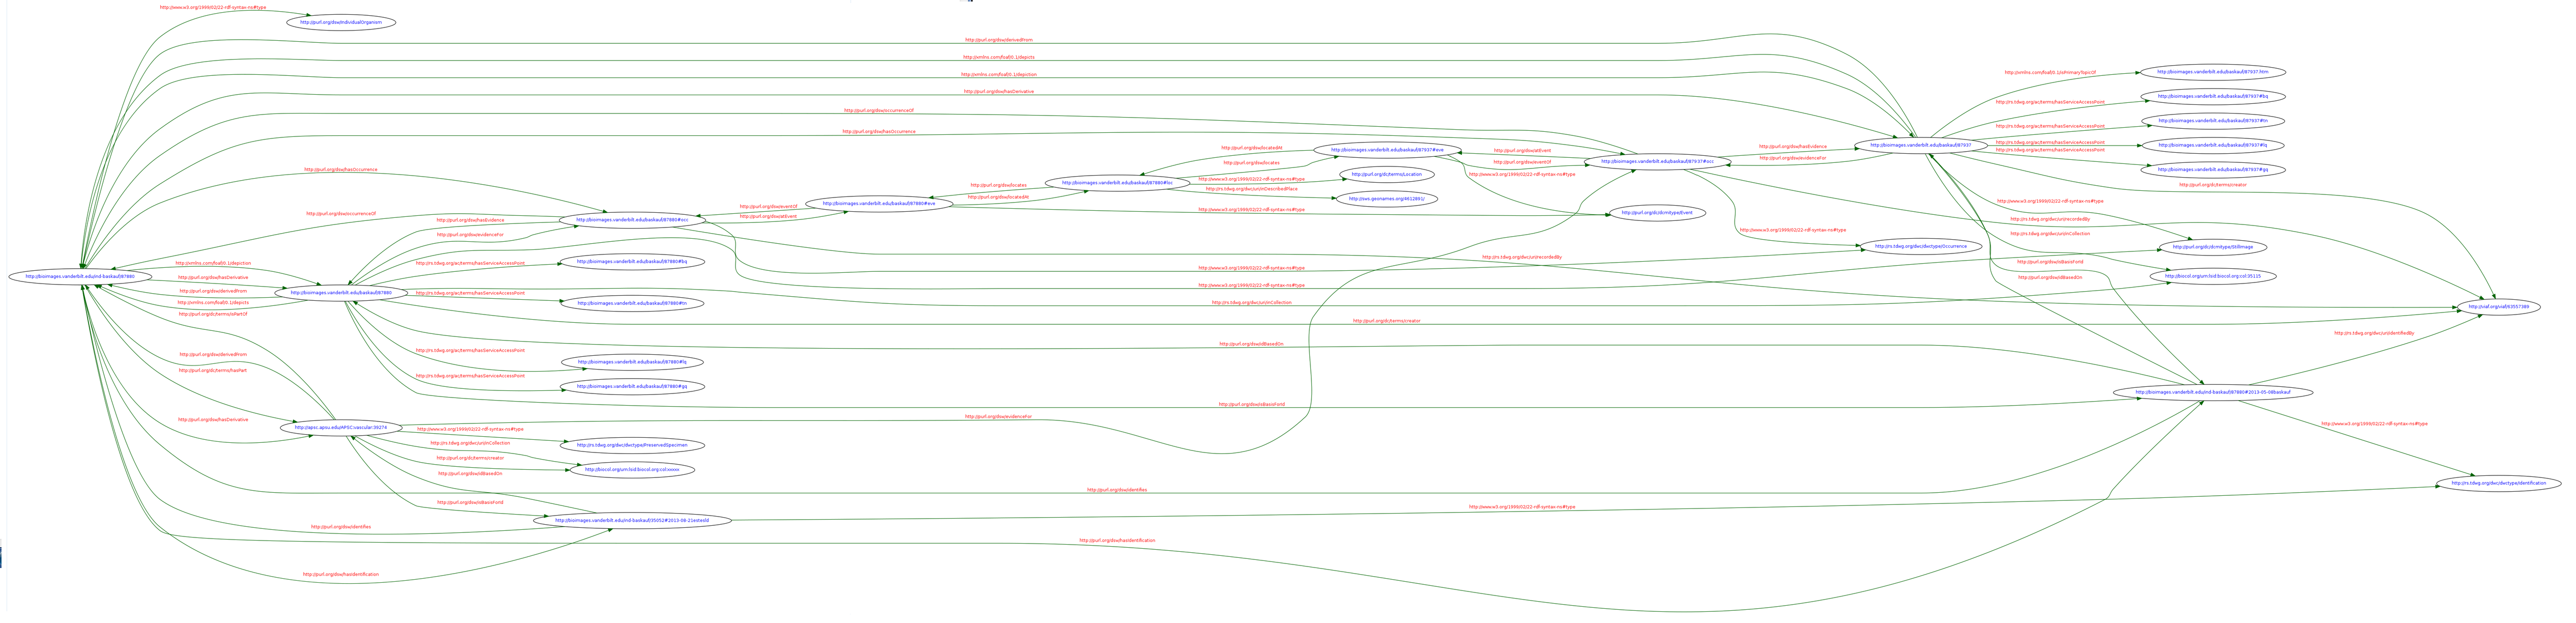 http://www.w3.org/1999/02/22-rdf-syntax-ns#type
http://purl.org/dsw/IndividualOrganism
http://purl.org/dsw/derivedFrom
http://xmlns.com/foaf/0.1/depicts
http://xmlns.com/foaf/0.1/depiction
http://purl.org/dsw/hasDerivative
http://purl.org/dsw/occurrenceOf
http://purl.org/dsw/hasOccurrence
http://xmlns.com/foaf/0.1/isPrimaryTopicOf
http://bioimages.vanderbilt.edu/baskauf/87937.htm
http://rs.tdwg.org/ac/terms/hasServiceAccessPoint
http://bioimages.vanderbilt.edu/baskauf/87937#bq
http://rs.tdwg.org/ac/terms/hasServiceAccessPoint
http://bioimages.vanderbilt.edu/baskauf/87937#tn
http://rs.tdwg.org/ac/terms/hasServiceAccessPoint
http://bioimages.vanderbilt.edu/baskauf/87937#lq
http://rs.tdwg.org/ac/terms/hasServiceAccessPoint
http://bioimages.vanderbilt.edu/baskauf/87937#gq
http://bioimages.vanderbilt.edu/baskauf/87937
http://purl.org/dsw/hasEvidence
http://purl.org/dsw/evidenceFor
http://purl.org/dc/terms/creator
http://purl.org/dsw/locatedAt
http://bioimages.vanderbilt.edu/baskauf/87937#eve
http://purl.org/dsw/atEvent
http://purl.org/dsw/eventOf
http://bioimages.vanderbilt.edu/baskauf/87937#occ
http://purl.org/dsw/locates
http://www.w3.org/1999/02/22-rdf-syntax-ns#type
http://purl.org/dc/terms/Location
http://www.w3.org/1999/02/22-rdf-syntax-ns#type
http://purl.org/dsw/hasOccurrence
http://purl.org/dsw/locates
http://bioimages.vanderbilt.edu/baskauf/87880#loc
http://rs.tdwg.org/dwc/uri/inDescribedPlace
http://sws.geonames.org/4612891/
http://purl.org/dsw/locatedAt
http://bioimages.vanderbilt.edu/baskauf/87880#eve
http://www.w3.org/1999/02/22-rdf-syntax-ns#type
http://purl.org/dc/dcmitype/Event
http://purl.org/dsw/eventOf
http://purl.org/dsw/atEvent
http://purl.org/dsw/occurrenceOf
http://purl.org/dsw/hasEvidence
http://bioimages.vanderbilt.edu/baskauf/87880#occ
http://purl.org/dsw/evidenceFor
http://www.w3.org/1999/02/22-rdf-syntax-ns#type
http://rs.tdwg.org/dwc/uri/recordedBy
http://www.w3.org/1999/02/22-rdf-syntax-ns#type
http://rs.tdwg.org/dwc/dwctype/Occurrence
http://rs.tdwg.org/dwc/uri/inCollection
http://purl.org/dc/dcmitype/StillImage
http://rs.tdwg.org/dwc/uri/recordedBy
http://purl.org/dsw/isBasisForId
http://biocol.org/urn:lsid:biocol.org:col:35115
http://purl.org/dsw/idBasedOn
http://xmlns.com/foaf/0.1/depiction
http://rs.tdwg.org/ac/terms/hasServiceAccessPoint
http://bioimages.vanderbilt.edu/baskauf/87880#bq
http://www.w3.org/1999/02/22-rdf-syntax-ns#type
http://bioimages.vanderbilt.edu/ind-baskauf/87880
http://purl.org/dsw/hasDerivative
http://www.w3.org/1999/02/22-rdf-syntax-ns#type
http://purl.org/dsw/derivedFrom
http://bioimages.vanderbilt.edu/baskauf/87880
http://rs.tdwg.org/ac/terms/hasServiceAccessPoint
http://bioimages.vanderbilt.edu/baskauf/87880#tn
http://rs.tdwg.org/dwc/uri/inCollection
http://xmlns.com/foaf/0.1/depicts
http://viaf.org/viaf/63557389
http://purl.org/dc/terms/isPartOf
http://purl.org/dc/terms/creator
http://rs.tdwg.org/dwc/uri/identifiedBy
http://purl.org/dsw/idBasedOn
http://purl.org/dsw/derivedFrom
http://rs.tdwg.org/ac/terms/hasServiceAccessPoint
http://bioimages.vanderbilt.edu/baskauf/87880#lq
http://purl.org/dc/terms/hasPart
http://rs.tdwg.org/ac/terms/hasServiceAccessPoint
http://bioimages.vanderbilt.edu/baskauf/87880#gq
http://bioimages.vanderbilt.edu/ind-baskauf/87880#2013-05-08baskauf
http://purl.org/dsw/isBasisForId
http://purl.org/dsw/hasDerivative
http://purl.org/dsw/evidenceFor
http://apsc.apsu.edu/APSC-vascular:39274
http://www.w3.org/1999/02/22-rdf-syntax-ns#type
http://www.w3.org/1999/02/22-rdf-syntax-ns#type
http://rs.tdwg.org/dwc/uri/inCollection
http://rs.tdwg.org/dwc/dwctype/PreservedSpecimen
http://purl.org/dc/terms/creator
http://biocol.org/urn:lsid:biocol.org:col:xxxxx
http://purl.org/dsw/idBasedOn
http://rs.tdwg.org/dwc/dwctype/Identification
http://purl.org/dsw/identifies
http://purl.org/dsw/isBasisForId
http://www.w3.org/1999/02/22-rdf-syntax-ns#type
http://bioimages.vanderbilt.edu/ind-baskauf/35052#2013-08-21estesld
http://purl.org/dsw/identifies
http://purl.org/dsw/hasIdentification
http://purl.org/dsw/hasIdentification